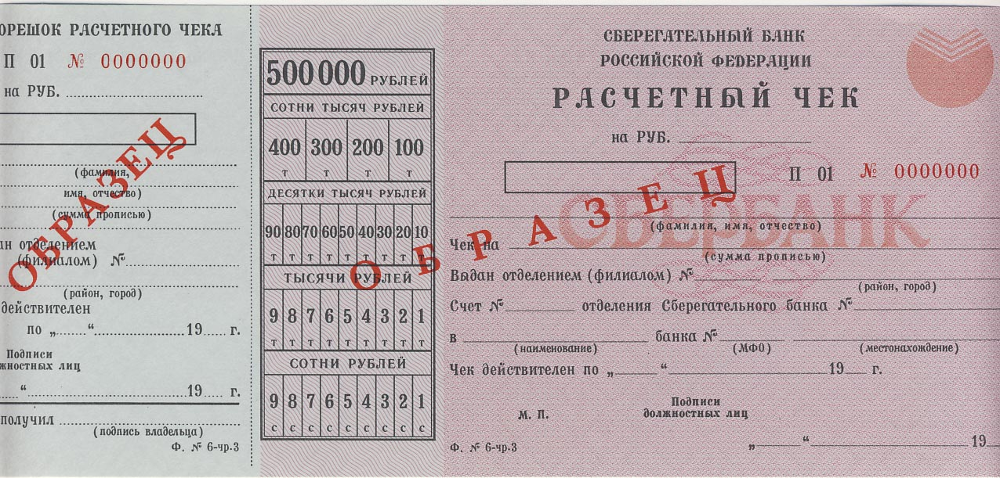 ОРЕШОК РАСЧЕТНОГО ЧЕКА
П 01 № 0000000
на РУБ.
(фамилия,
имя, отчество)
(сумма прописью)
ан отделением
(филиалом) №
(район, город)
действителен
по „ “ 19 г.
Подписи
жностных лиц
“ 19 г.
получил
(подпись владельца)
Ф. № 6-чр.3
ОБРАЗЕЦ
500 000 РУБЛЕЙ
СОТНИ ТЫСЯЧ РУБЛЕЙ
400 300 200 100
т т т т
ДЕСЯТКИ ТЫСЯЧ РУБЛЕЙ
90 80 70 60 50 40 30 20 10
т т т т т т т т т
ТЫСЯЧИ РУБЛЕЙ
9 8 7 6 5 4 3 2 1
т т т т т т т т т
СОТНИ РУБЛЕЙ
9 8 7 6 5 4 3 2 1
с с с с с с с с с
СБЕРЕГАТЕЛЬНЫЙ БАНК
РОССИЙСКОЙ ФЕДЕРАЦИИ
РАСЧЕТНЫЙ ЧЕК
на РУБ.
П 01 № 0000000
СБЕРБАНК
ОБРАЗЕЦ
(фамилия, имя, отчество)
Чек на
(сумма прописью)
Выдан отделением (филиалом) №
(район, город)
Счет № отделения Сберегательного банка №
в банка №
(наименование) (МФО) (местонахождение)
Чек действителен по „ “ 19 г.
М. П.
Подписи
должностных лиц
Ф. № 6-чр.3
„ “ 19